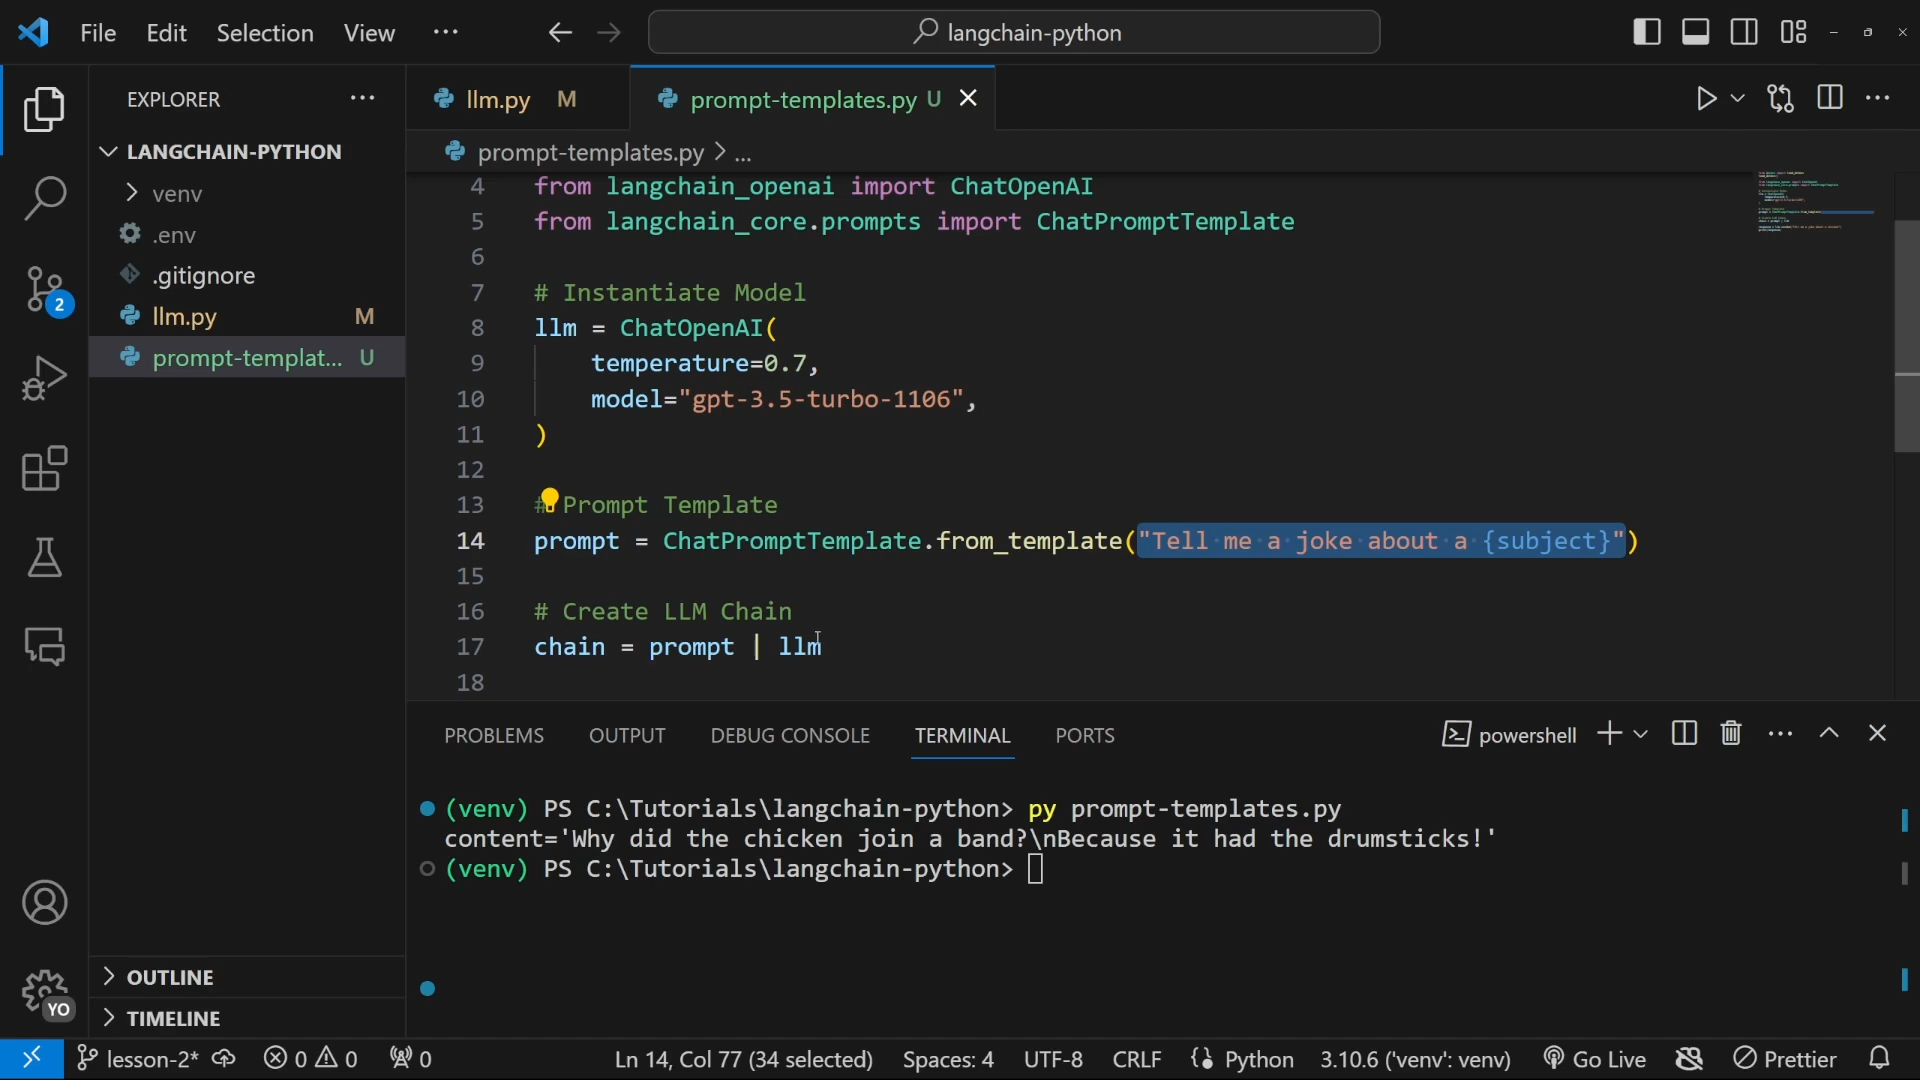 File Edit Selection View ··· langchain-python
EXPLORER ···
LANGCHAIN-PYTHON
venv
.env
.gitignore
llm.py M
prompt-templat... U
OUTLINE
TIMELINE
2
YO
llm.py M prompt-templates.py U
prompt-templates.py > ...
4 from langchain_openai import ChatOpenAI
5 from langchain_core.prompts import ChatPromptTemplate
6
7 # Instantiate Model
8 llm = ChatOpenAI(
9 temperature=0.7,
10 model="gpt-3.5-turbo-1106",
11 )
12
13 # Prompt Template
14 prompt = ChatPromptTemplate.from_template("Tell me a joke about a {subject}")
15
16 # Create LLM Chain
17 chain = prompt | llm
18
PROBLEMS OUTPUT DEBUG CONSOLE TERMINAL PORTS powershell
(venv) PS C:\Tutorials\langchain-python> py prompt-templates.py
content='Why did the chicken join a band?\nBecause it had the drumsticks!'
(venv) PS C:\Tutorials\langchain-python>
lesson-2* 0 0 0 Ln 14, Col 77 (34 selected) Spaces: 4 UTF-8 CRLF Python 3.10.6 ('venv': venv) Go Live Prettier